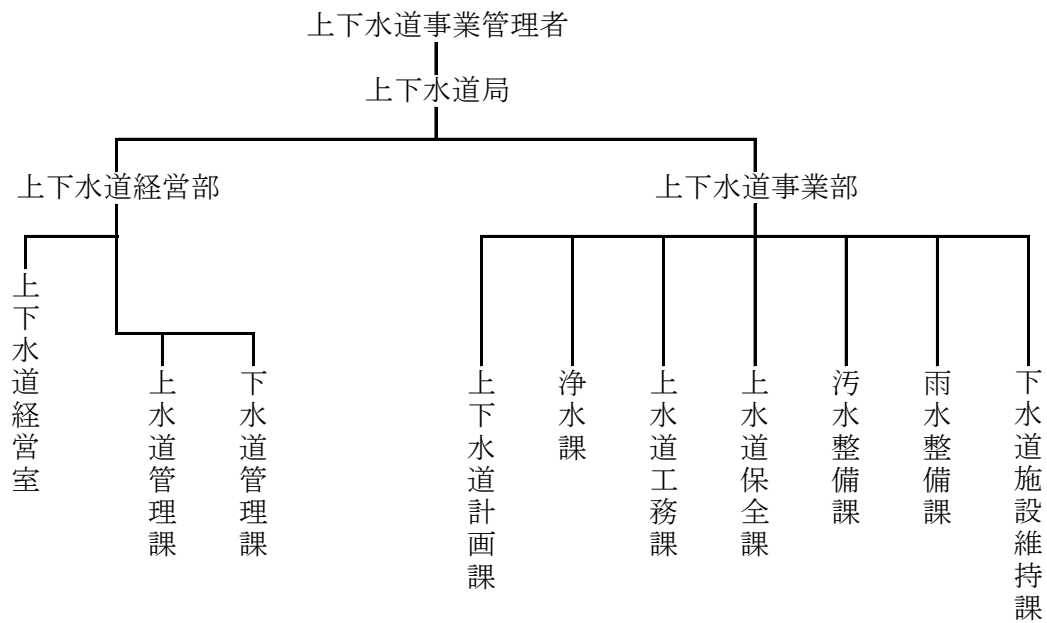 上下水道事業管理者
上下水道局
上下水道経営部
上下水道事業部
上下水道経営室
上水道管理課
下水道管理課
上下水道計画課
浄水課
上水道工務課
上水道保全課
汚水整備課
雨水整備課
下水道施設維持課